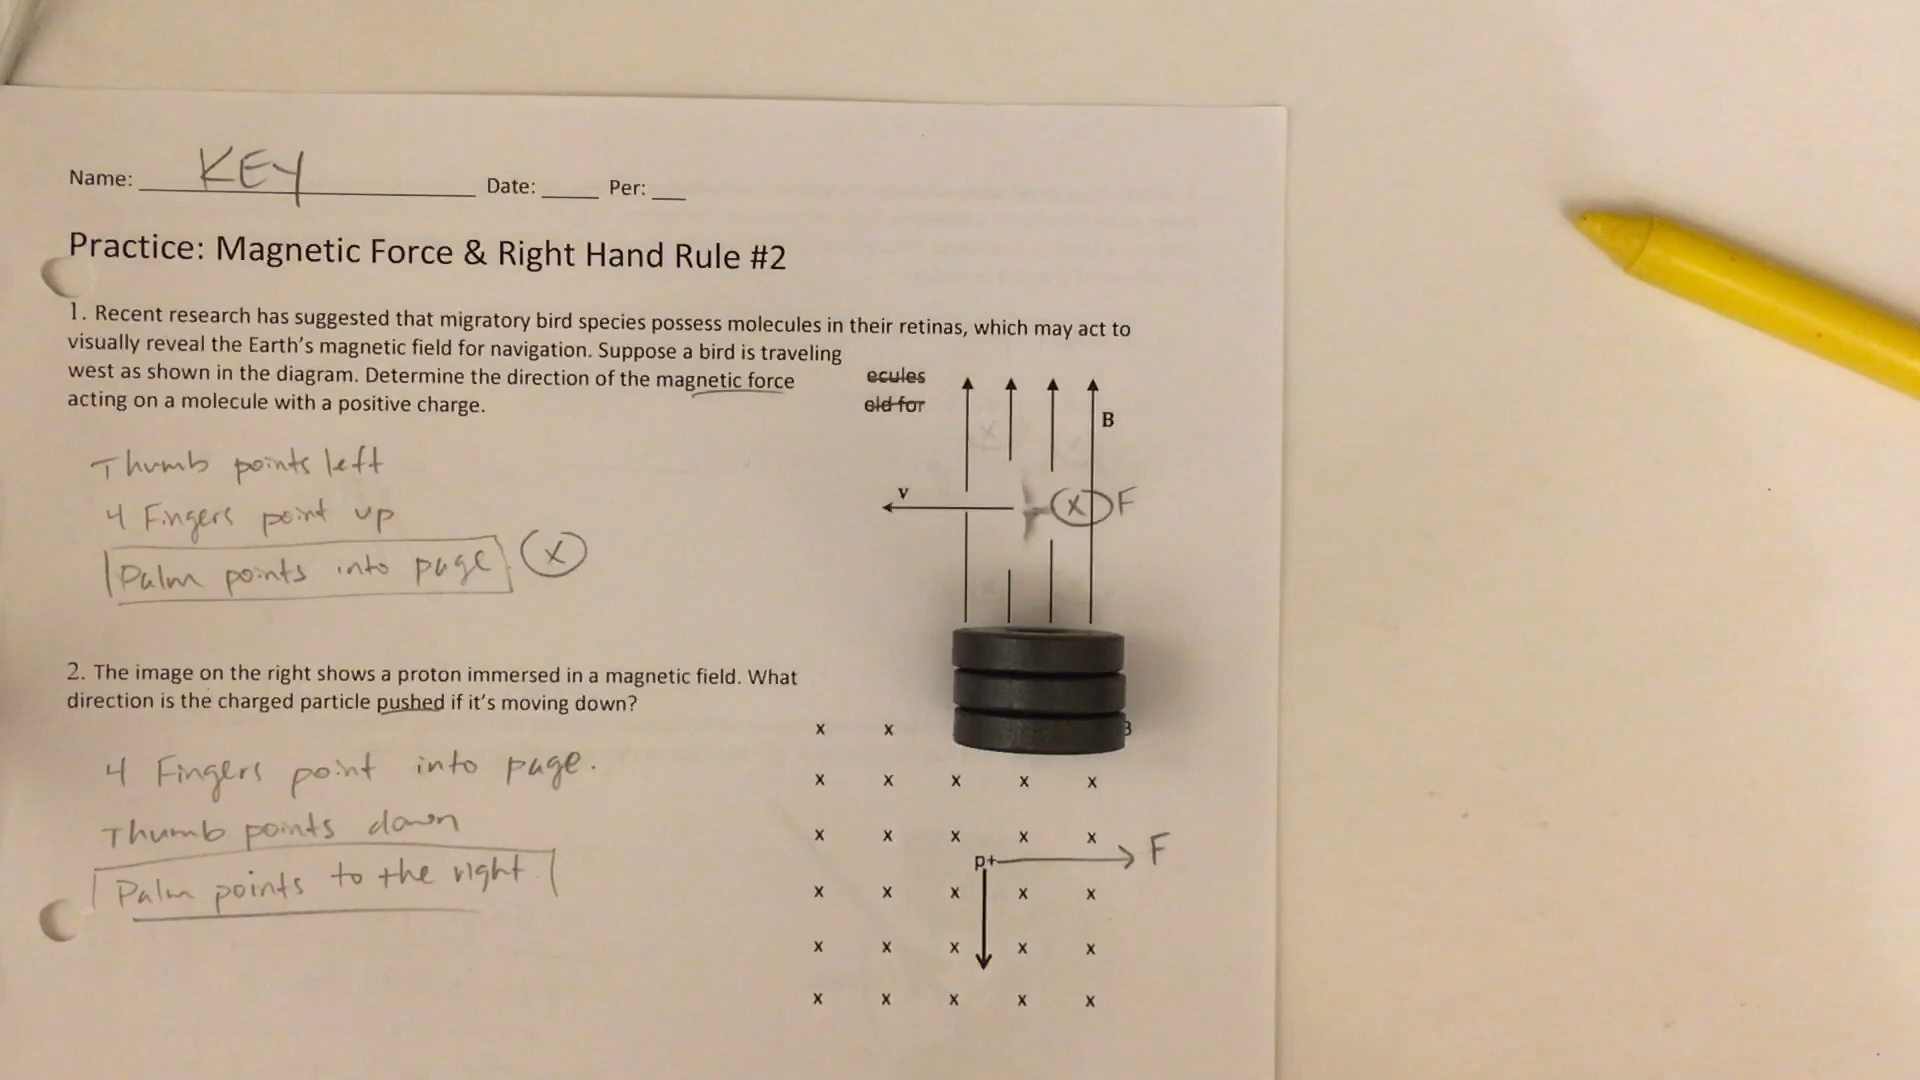 Name: KEY Date: ____ Per: __
Practice: Magnetic Force & Right Hand Rule #2
1. Recent research has suggested that migratory bird species possess molecules in their retinas, which may act to
visually reveal the Earth's magnetic field for navigation. Suppose a bird is traveling
west as shown in the diagram. Determine the direction of the magnetic force
acting on a molecule with a positive charge.
ecules
eld for
B
v
X F
Thumb points left
4 Fingers point up
Palm points into page X
2. The image on the right shows a proton immersed in a magnetic field. What
direction is the charged particle pushed if it's moving down?
4 Fingers point into page.
Thumb points down
Palm points to the right
x x
x x x x x
x x x x x
p+ F
x x x x x
x x x x x
x x x x x